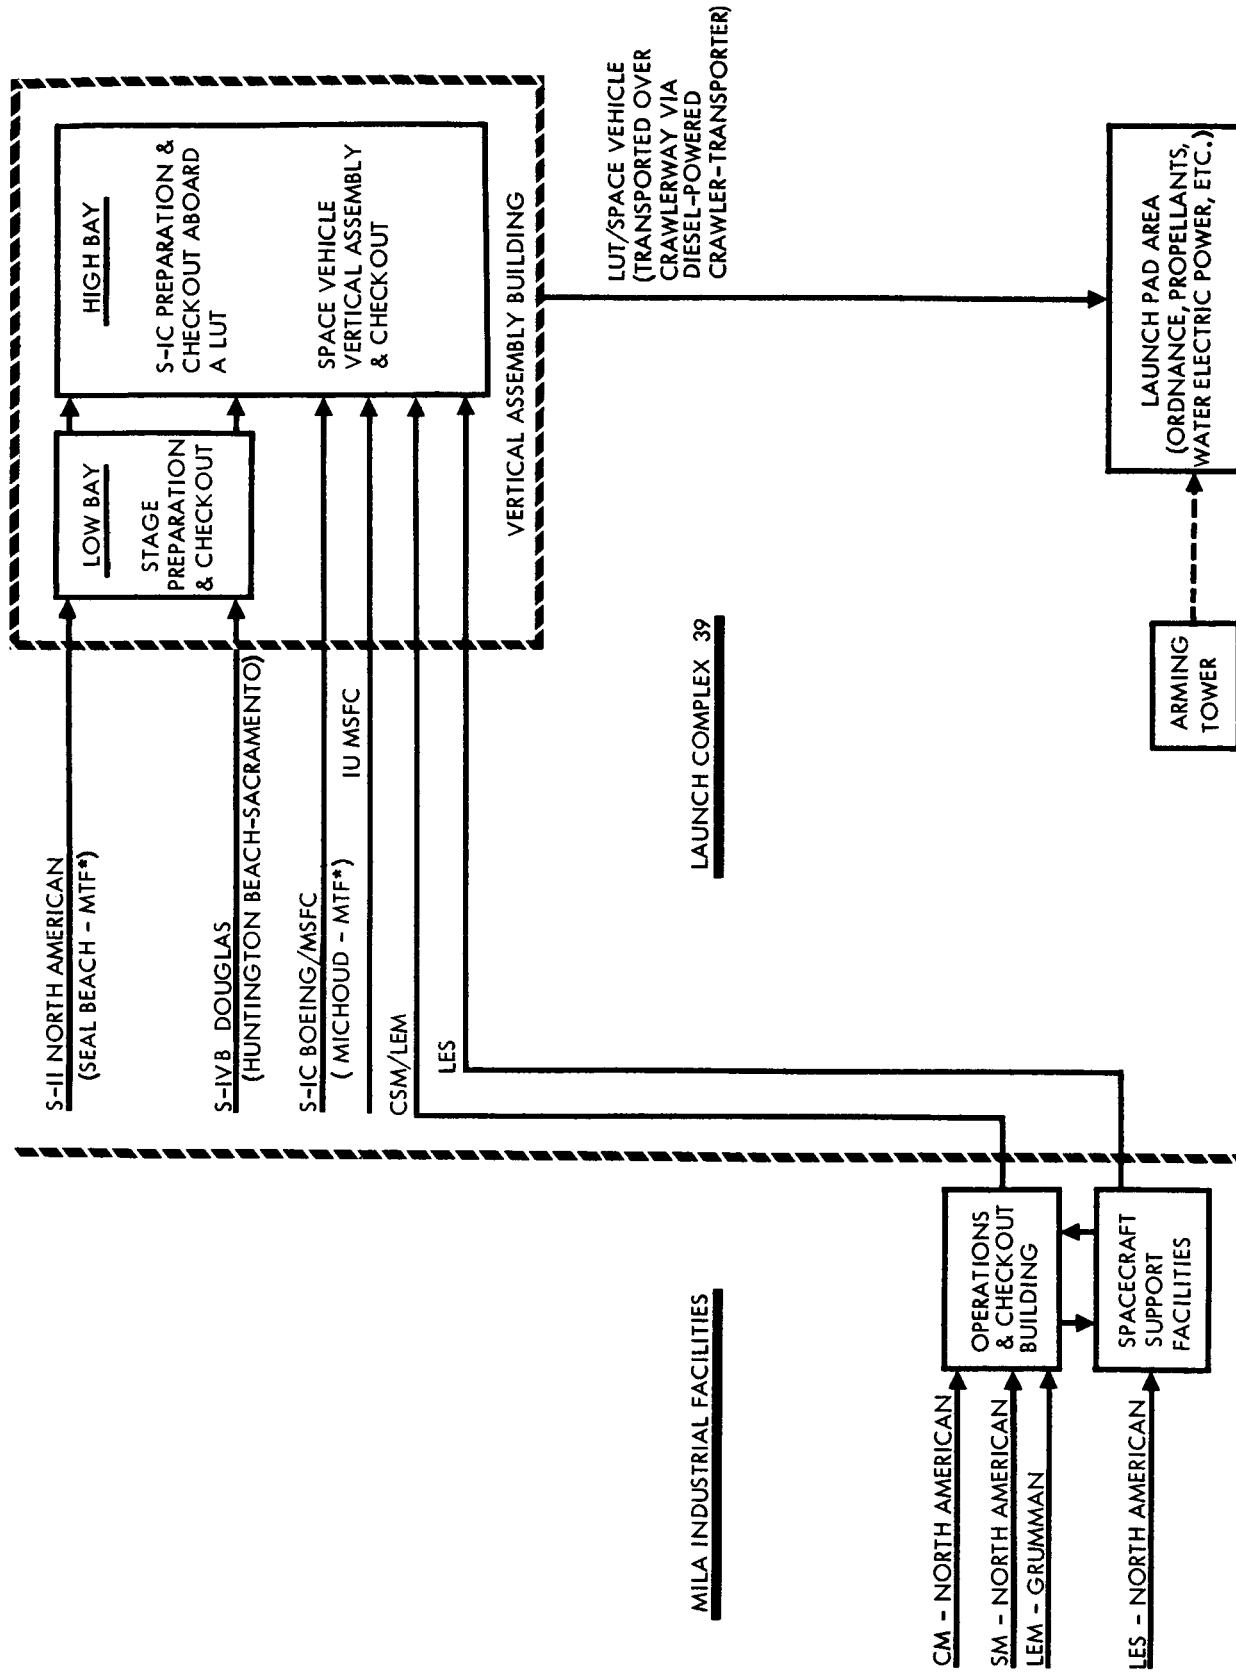 MILA INDUSTRIAL FACILITIES
CM - NORTH AMERICAN
SM - NORTH AMERICAN
LEM - GRUMMAN
LES - NORTH AMERICAN
OPERATIONS
& CHECKOUT
BUILDING
SPACECRAFT
SUPPORT
FACILITIES
S-II NORTH AMERICAN
(SEAL BEACH - MTF*)
S-IVB DOUGLAS
(HUNTINGTON BEACH-SACRAMENTO)
S-IC BOEING/MSFC
( MICHOUD - MTF*)
IU MSFC
CSM/LEM
LES
LAUNCH COMPLEX 39
LOW BAY
STAGE
PREPARATION
& CHECKOUT
HIGH BAY
S-IC PREPARATION &
CHECKOUT ABOARD
A LUT
SPACE VEHICLE
VERTICAL ASSEMBLY
& CHECKOUT
VERTICAL ASSEMBLY BUILDING
LUT/SPACE VEHICLE
(TRANSPORTED OVER
CRAWLERWAY VIA
DIESEL-POWERED
CRAWLER-TRANSPORTER)
ARMING
TOWER
LAUNCH PAD AREA
(ORDNANCE, PROPELLANTS,
WATER ELECTRIC POWER, ETC.)